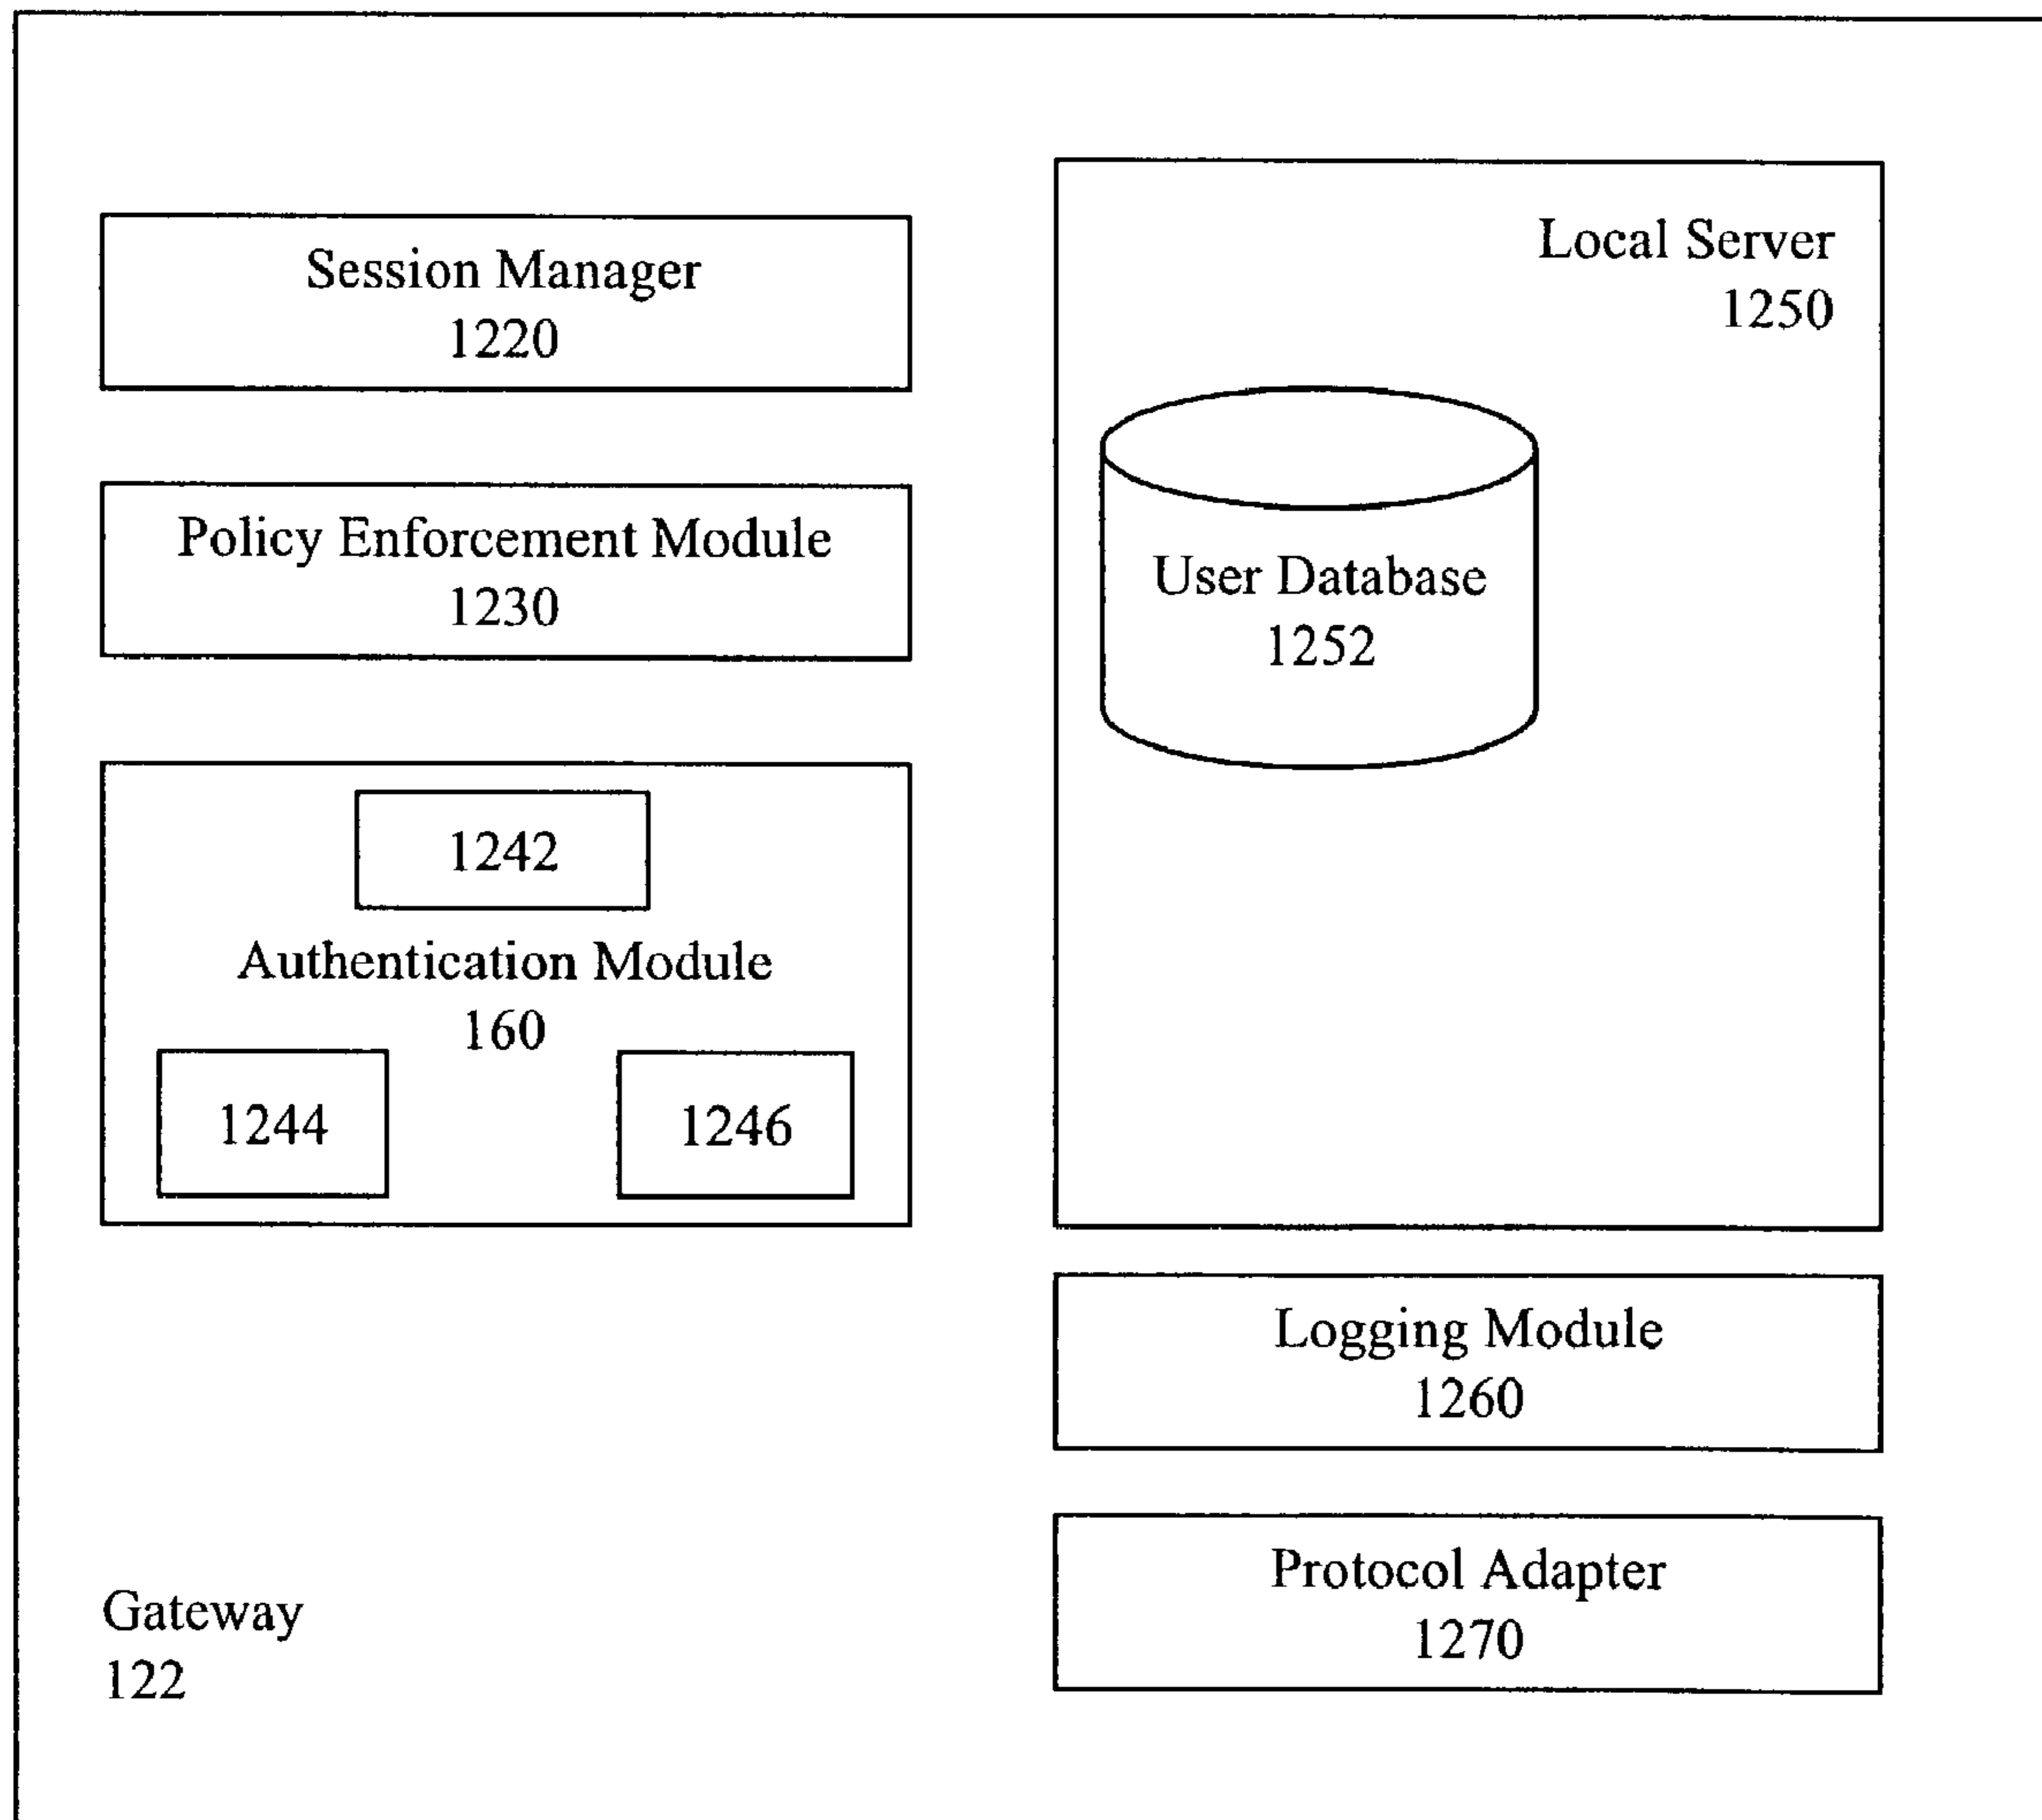 Session Manager
1220
Policy Enforcement Module
1230
1242
Authentication Module
160
1244
1246
Gateway
122
Local Server
1250
User Database
1252
Logging Module
1260
Protocol Adapter
1270